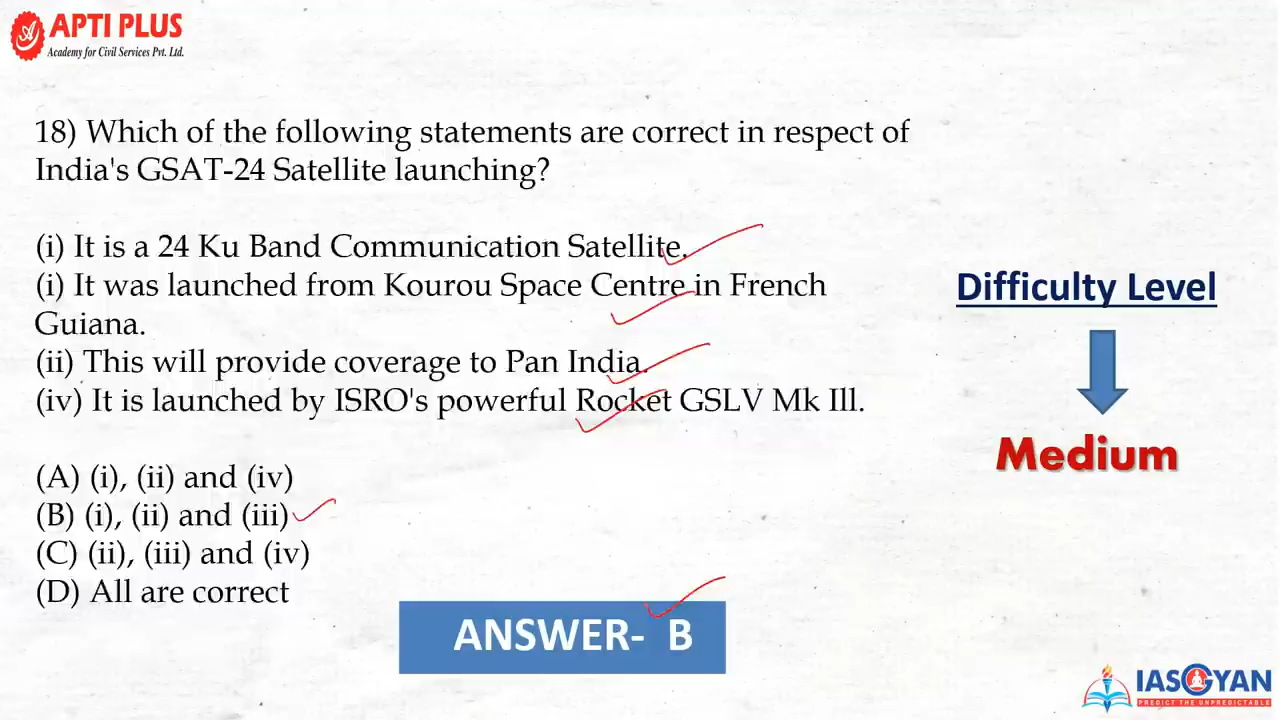 APTI PLUS
Academy for Civil Services Pvt. Ltd.
18) Which of the following statements are correct in respect of
India's GSAT-24 Satellite launching?
(i) It is a 24 Ku Band Communication Satellite.
(i) It was launched from Kourou Space Centre in French
Guiana.
(ii) This will provide coverage to Pan India.
(iv) It is launched by ISRO's powerful Rocket GSLV Mk Ill.
(A) (i), (ii) and (iv)
(B) (i), (ii) and (iii)
(C) (ii), (iii) and (iv)
(D) All are correct
ANSWER- B
Difficulty Level
Medium
IASGYAN
PREDICT THE UNPREDICTABLE